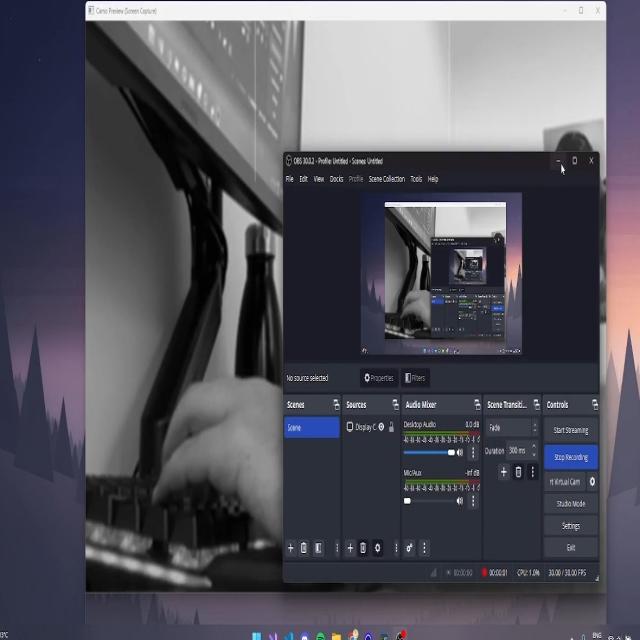 Camo Preview (Screen Capture)
OBS 30.0.2 - Profile: Untitled - Scenes: Untitled
File Edit View Docks Profile Scene Collection Tools Help
No source selected
Properties
Filters
Scenes
Sources
Audio Mixer
Scene Transiti...
Controls
Scene
Display C
Desktop Audio
0.0 dB
Mic/Aux
-inf dB
Fade
Duration
300 ms
Start Streaming
Stop Recording
rt Virtual Cam
Studio Mode
Settings
Exit
00:00:00
00:00:01
CPU: 1.0%
30.00 / 30.00 FPS
ENG